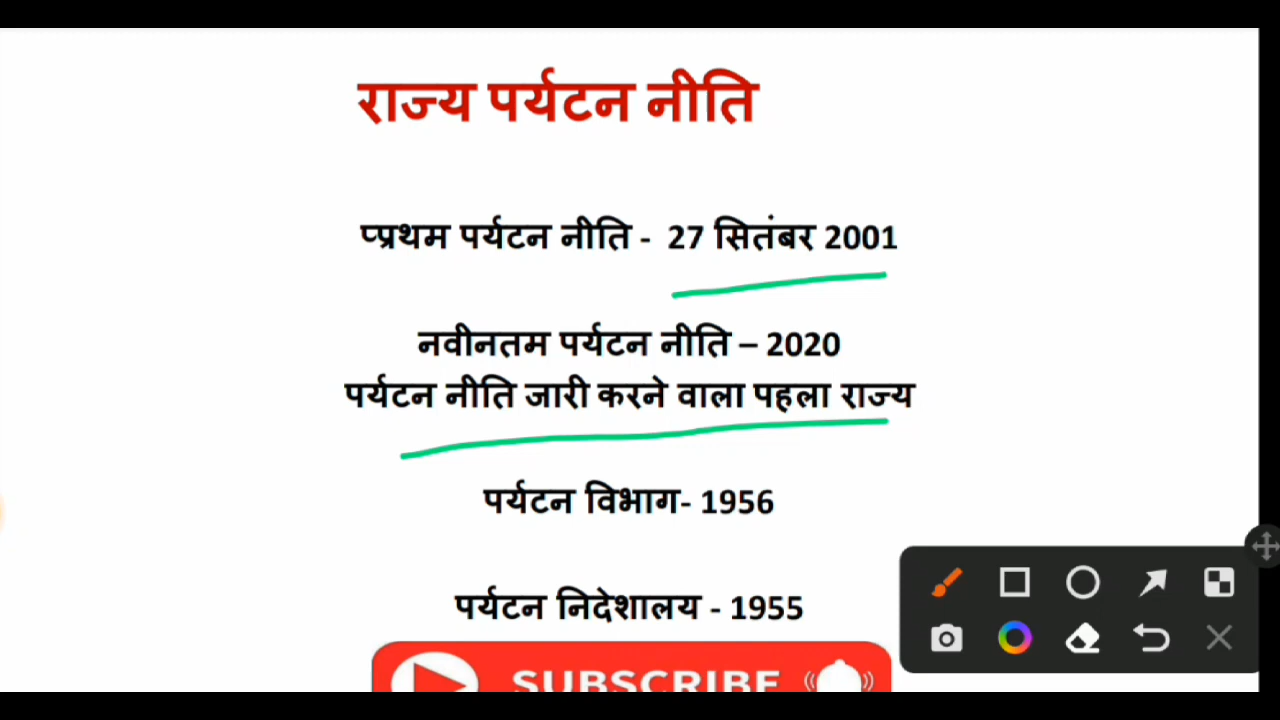 राज्य पर्यटन नीति
प्प्रथम पर्यटन नीति - 27 सितंबर 2001
नवीनतम पर्यटन नीति – 2020
पर्यटन नीति जारी करने वाला पहला राज्य
पर्यटन विभाग- 1956
पर्यटन निदेशालय - 1955
SUBSCRIBE